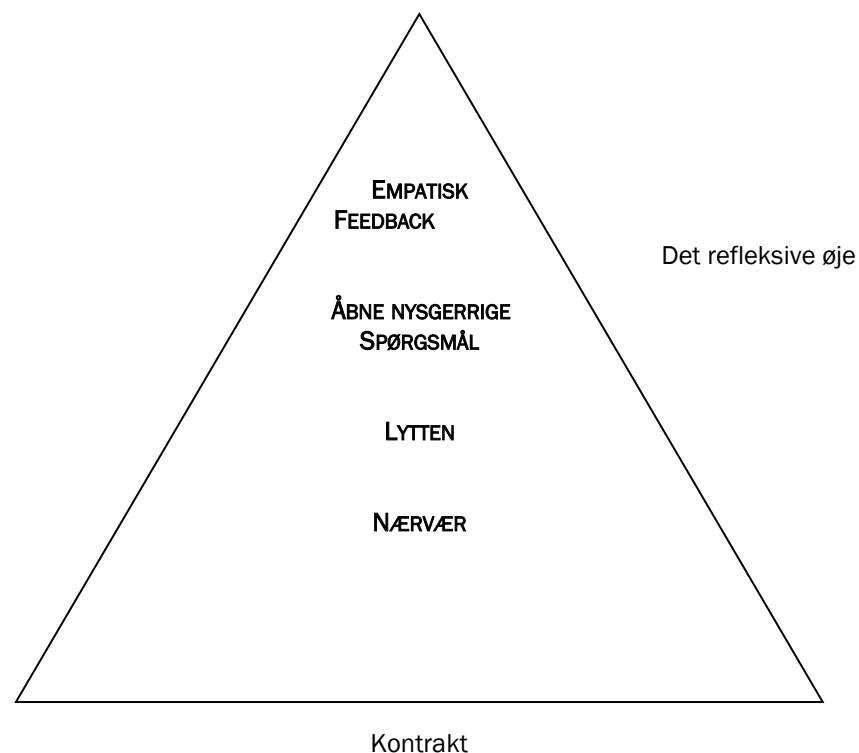 EMPATISK
FEEDBACK
Det refleksive øje
ÅBNE NYSGERRIGE
SPØRGSMÅL
LYTTEN
NÆRVÆR
Kontrakt